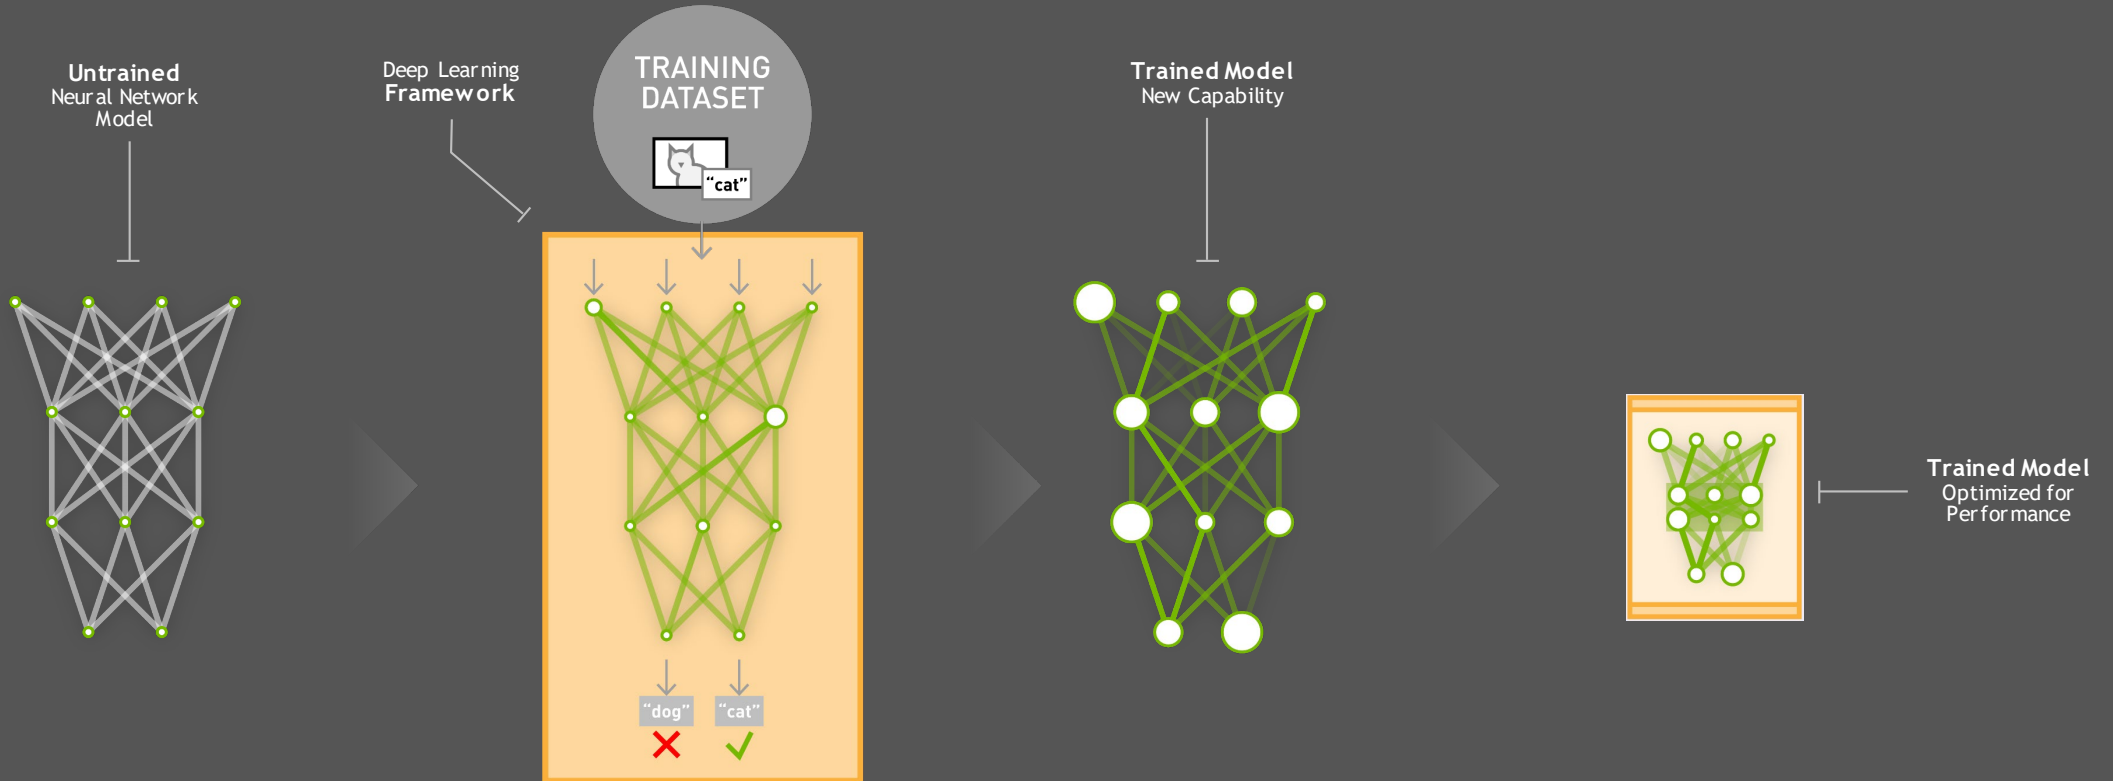 Untrained
Neural Network
Model
Deep Learning
Framework
TRAINING
DATASET
“cat”
“dog”
“cat”
Trained Model
New Capability
Trained Model
Optimized for
Performance